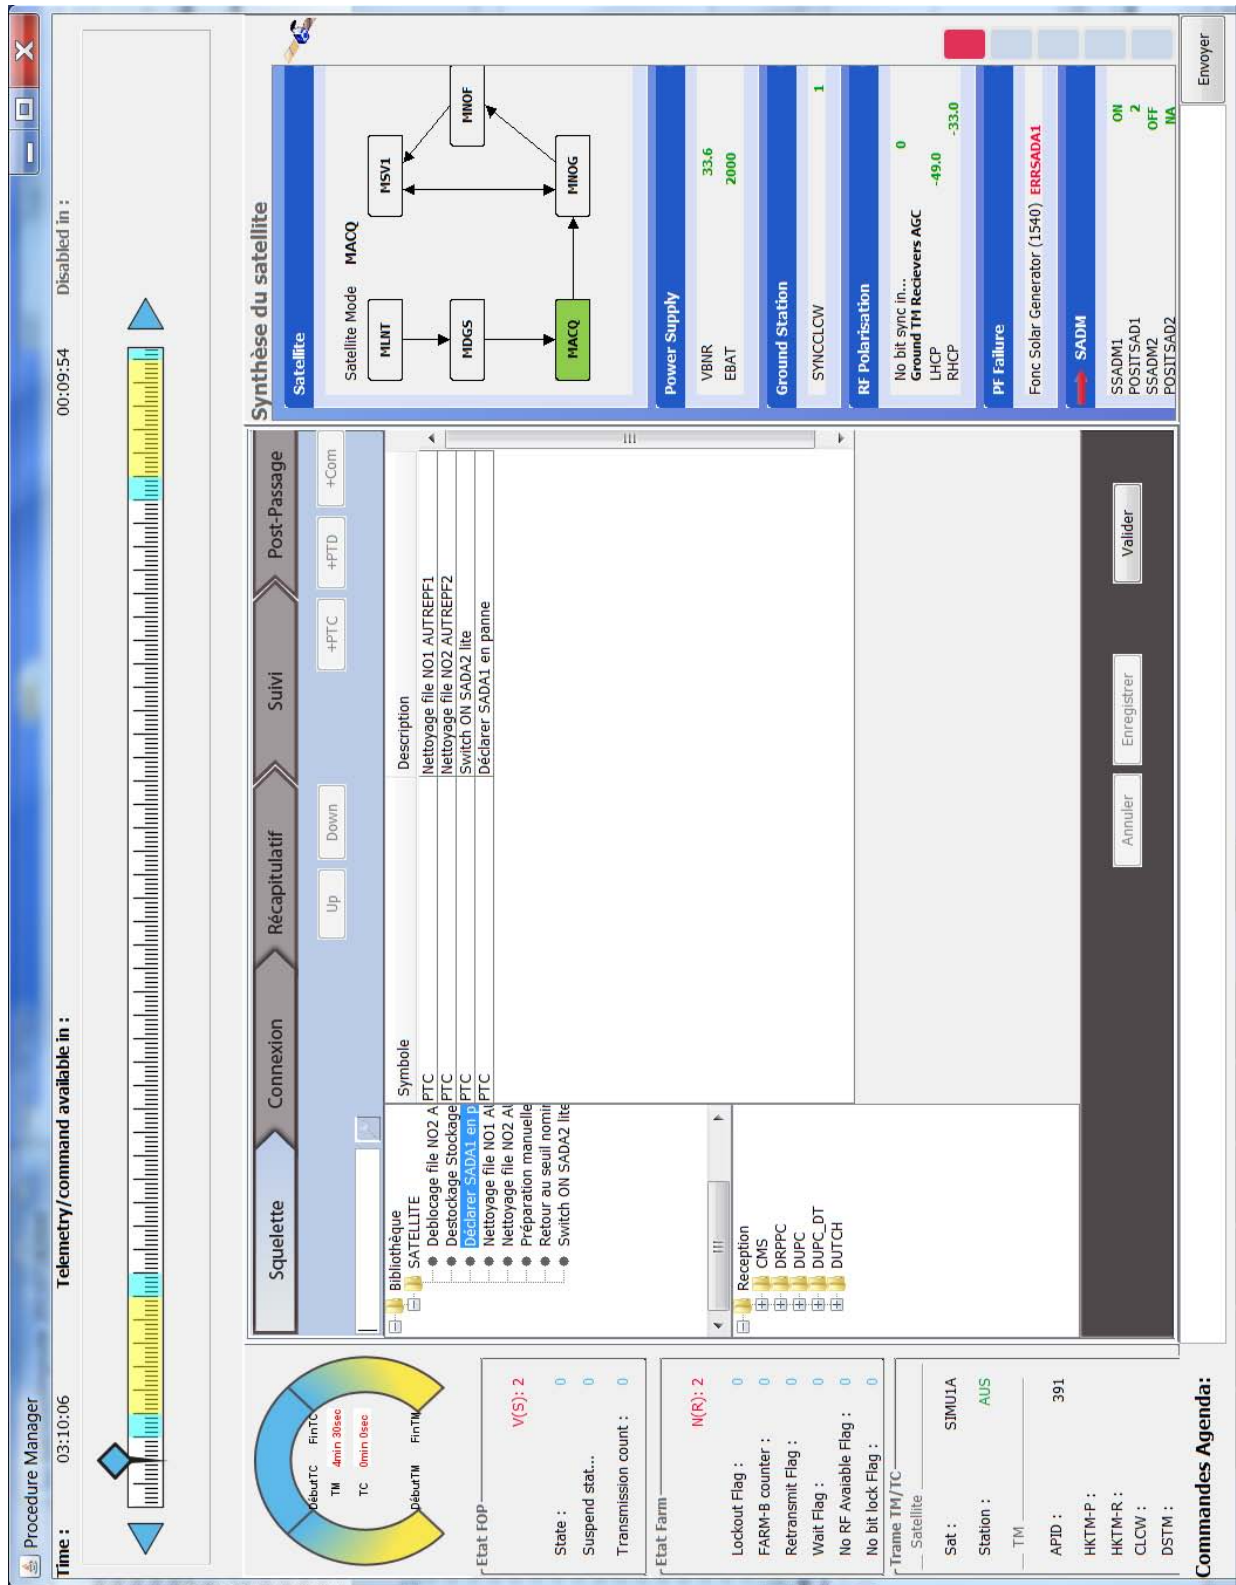 Procedure Manager
Time : 03:10:06 Telemetry/command available in : 00:09:54 Disabled in :
DébutTC FinTC
TM 4min 30sec
TC 0min 0sec
DébutTM FinTM
Etat FOP
V(S): 2
State : 0
Suspend stat... 0
Transmission count : 0
Etat Farm
N(R): 2
Lockout Flag : 0
FARM-B counter : 0
Retransmit Flag : 0
Wait Flag : 0
No RF Avaiable Flag : 0
No bit lock Flag : 0
Trame TM/TC
Satellite
Sat : SIMU1A
Station : AUS
TM
APID : 391
HKTM-P :
HKTM-R :
CLCW :
DSTM :
Squelette Connexion Récapitulatif Suivi Post-Passage
Up Down +PTC +PTD +Com
Bibliothèque
SATELLITE
Deblocage file NO2 A
Destockage Stockage
Déclarer SADA1 en p
Nettoyage file NO1 AU
Nettoyage file NO2 AU
Préparation manuelle
Retour au seuil nomin
Switch ON SADA2 lite
Reception
CMS
DRPPC
DUPC
DUPC_DT
DUTCH
Symbole Description
PTC Nettoyage file NO1 AUTREPF1
PTC Nettoyage file NO2 AUTREPF2
PTC Switch ON SADA2 lite
PTC Déclarer SADA1 en panne
Annuler Enregistrer Valider
Synthèse du satellite
Satellite
Satellite Mode MACQ
MLNT MSV1
MDGS MNOF
MACQ MNOG
Power Supply
VBNR 33.6
EBAT 2000
Ground Station
SYNCCLCW 1
RF Polarisation
No bit sync in... 0
Ground TM Recievers AGC
LHCP -49.0
RHCP -33.0
PF Failure
Fonc Solar Generator (1540) ERRSADA1
SADM
SSADM1 ON
POSITSAD1 2
SSADM2 OFF
POSITSAD2 NA
Commandes Agenda:
Envoyer